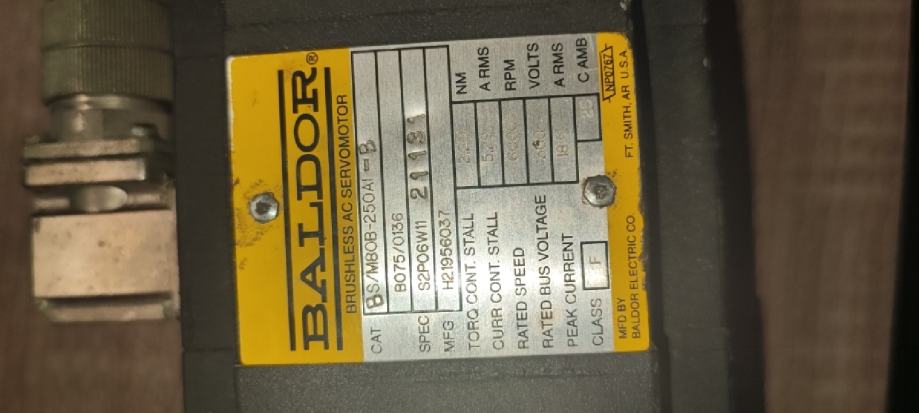 BALDOR®
BRUSHLESS AC SERVOMOTOR
CAT BSM80B-250AI-B
B075/0136
SPEC S2P06W11 21191
MFG H21956037
TORQ CONT. STALL NM
CURR CONT. STALL A RMS
RATED SPEED RPM
RATED BUS VOLTAGE VOLTS
PEAK CURRENT A RMS
CLASS F C AMB
NP0767
MFD BY
BALDOR ELECTRIC CO. FT. SMITH, AR U.S.A.